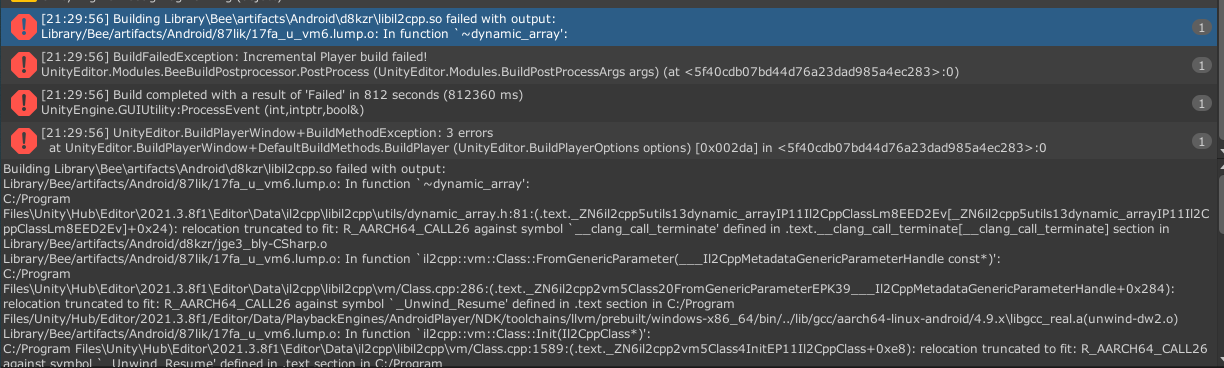 [21:29:56] Building Library\Bee\artifacts\Android\d8kzr\libil2cpp.so failed with output:
Library/Bee/artifacts/Android/87lik/17fa_u_vm6.lump.o: In function `~dynamic_array':
1
[21:29:56] BuildFailedException: Incremental Player build failed!
UnityEditor.Modules.BeeBuildPostprocessor.PostProcess (UnityEditor.Modules.BuildPostProcessArgs args) (at <5f40cdb07bd44d76a23dad985a4ec283>:0)
1
[21:29:56] Build completed with a result of 'Failed' in 812 seconds (812360 ms)
UnityEngine.GUIUtility:ProcessEvent (int,intptr,bool&)
1
[21:29:56] UnityEditor.BuildPlayerWindow+BuildMethodException: 3 errors
at UnityEditor.BuildPlayerWindow+DefaultBuildMethods.BuildPlayer (UnityEditor.BuildPlayerOptions options) [0x002da] in <5f40cdb07bd44d76a23dad985a4ec283>:0
1
Building Library\Bee\artifacts\Android\d8kzr\libil2cpp.so failed with output:
Library/Bee/artifacts/Android/87lik/17fa_u_vm6.lump.o: In function `~dynamic_array':
C:/Program
Files\Unity\Hub\Editor\2021.3.8f1\Editor\Data\il2cpp\libil2cpp\utils/dynamic_array.h:81:(.text._ZN6il2cpp5utils13dynamic_arrayIP11Il2CppClassLm8EED2Ev[_ZN6il2cpp5utils13dynamic_arrayIP11Il2C
ppClassLm8EED2Ev]+0x24): relocation truncated to fit: R_AARCH64_CALL26 against symbol `__clang_call_terminate' defined in .text.__clang_call_terminate[__clang_call_terminate] section in
Library/Bee/artifacts/Android/d8kzr/jge3_bly-CSharp.o
Library/Bee/artifacts/Android/87lik/17fa_u_vm6.lump.o: In function `il2cpp::vm::Class::FromGenericParameter(___Il2CppMetadataGenericParameterHandle const*)':
C:/Program
Files\Unity\Hub\Editor\2021.3.8f1\Editor\Data\il2cpp\libil2cpp\vm/Class.cpp:286:(.text._ZN6il2cpp2vm5Class20FromGenericParameterEPK39___Il2CppMetadataGenericParameterHandle+0x284):
relocation truncated to fit: R_AARCH64_CALL26 against symbol `_Unwind_Resume' defined in .text section in C:/Program
Files/Unity/Hub/Editor/2021.3.8f1/Editor/Data/PlaybackEngines/AndroidPlayer/NDK/toolchains/llvm/prebuilt/windows-x86_64/bin/../lib/gcc/aarch64-linux-android/4.9.x\libgcc_real.a(unwind-dw2.o)
Library/Bee/artifacts/Android/87lik/17fa_u_vm6.lump.o: In function `il2cpp::vm::Class::Init(Il2CppClass*)':
C:/Program Files\Unity\Hub\Editor\2021.3.8f1\Editor\Data\il2cpp\libil2cpp\vm/Class.cpp:1589:(.text._ZN6il2cpp2vm5Class4InitEP11Il2CppClass+0xe8): relocation truncated to fit: R_AARCH64_CALL26
against symbol `_Unwind_Resume' defined in .text section in C:/Program